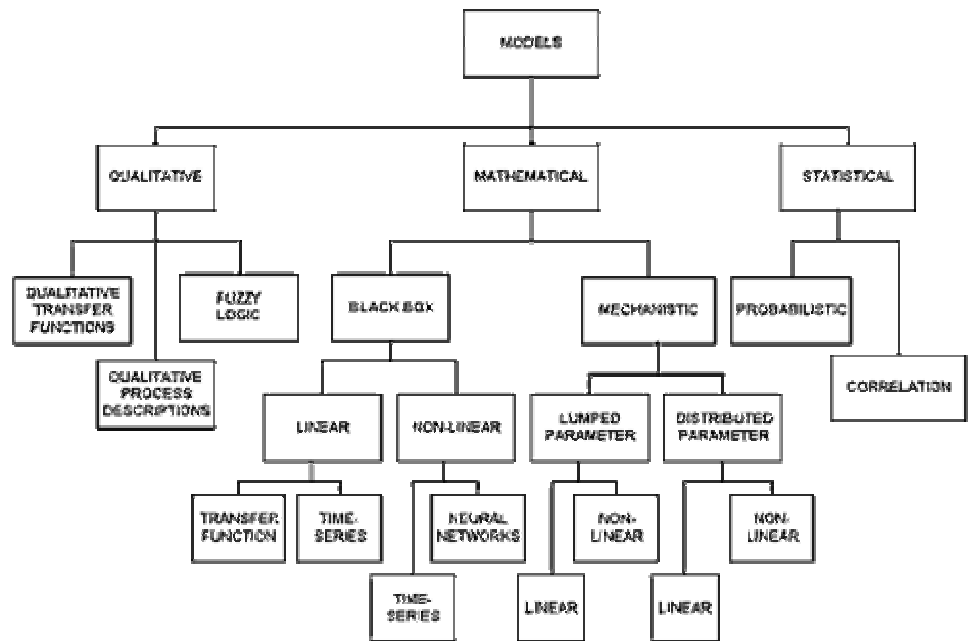 MODELS
QUALITATIVE
MATHEMATICAL
STATISTICAL
QUALITATIVE
TRANSFER
FUNCTIONS
FUZZY
LOGIC
BLACK BOX
MECHANISTIC
PROBABILISTIC
QUALITATIVE
PROCESS
DESCRIPTIONS
CORRELATION
LINEAR
NON-LINEAR
LUMPED
PARAMETER
DISTRIBUTED
PARAMETER
TRANSFER
FUNCTION
TIME-
SERIES
NEURAL
NETWORKS
NON-
LINEAR
NON-
LINEAR
TIME-
SERIES
LINEAR
LINEAR